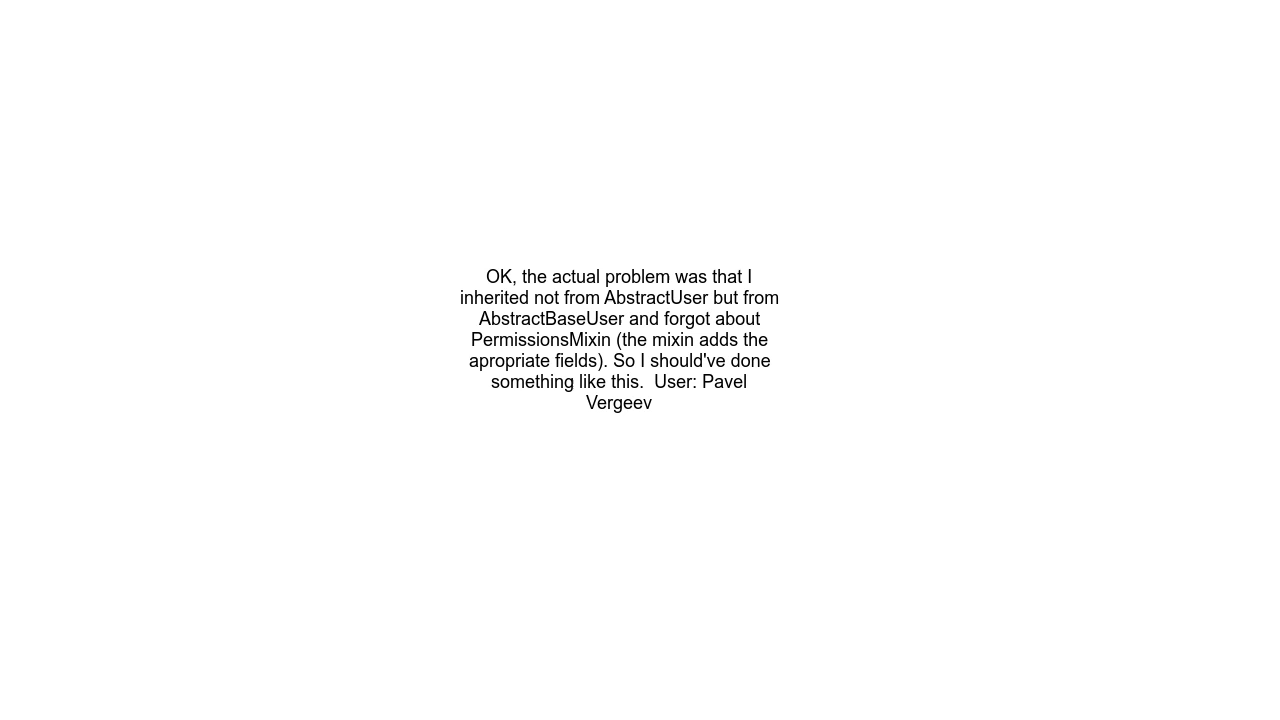 OK, the actual problem was that I
inherited not from AbstractUser but from
AbstractBaseUser and forgot about
PermissionsMixin (the mixin adds the
apropriate fields). So I should've done
something like this.  User: Pavel
Vergeev